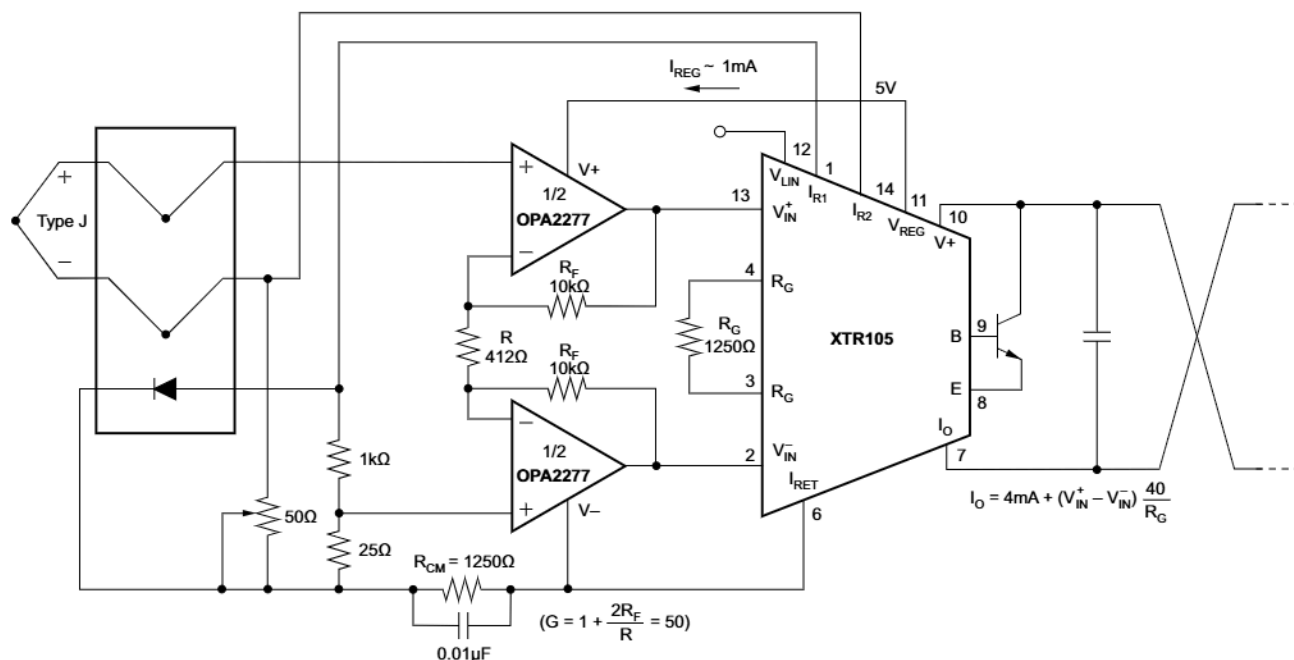 I_REG ~ 1mA
5V
12
1
14
11
10
V_LIN
I_R1
I_R2
V_REG
V+
+
Type J
−
+
V+
1/2
OPA2277
−
13
V_IN^+
R_F
10kΩ
R
412Ω
R_F
10kΩ
4
R_G
R_G
1250Ω
3
R_G
XTR105
B
9
E
8
−
1/2
OPA2277
+
V−
2
V_IN^−
I_RET
6
I_O
7
1kΩ
50Ω
25Ω
R_CM = 1250Ω
0.01µF
(G = 1 + 2R_F/R = 50)
I_O = 4mA + (V_IN^+ − V_IN^−) 40/R_G